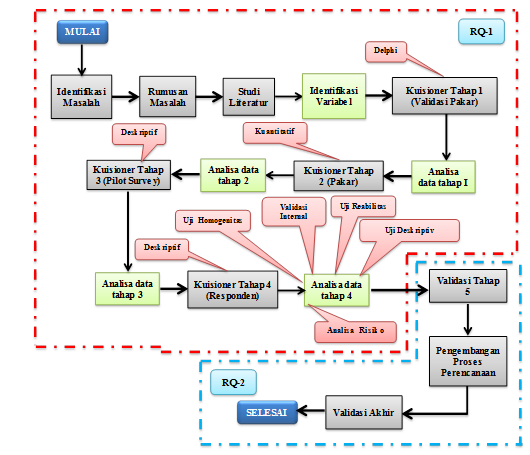 MULAI
RQ-1
Delphi
Identifikasi
Masalah
Rumusan
Masalah
Studi
Literatur
Identifikasi
Variabel
Kuisioner Tahap 1
(Validasi Pakar)
Deskriptif
Kuantitatif
Kuisioner Tahap
3 (Pilot Survey)
Analisa data
tahap 2
Kuisioner Tahap
2 (Pakar)
Analisa
data tahap I
Uji Homogenitas
Validasi
Internal
Uji Reabilitas
Uji Deskriptiv
Deskriptif
Analisa data
tahap 3
Kuisioner Tahap 4
(Responden)
Analisa data
tahap 4
Validasi Tahap
5
Analisa Risiko
Pengembangan
Proses
Perencanaan
RQ-2
SELESAI
Validasi Akhir